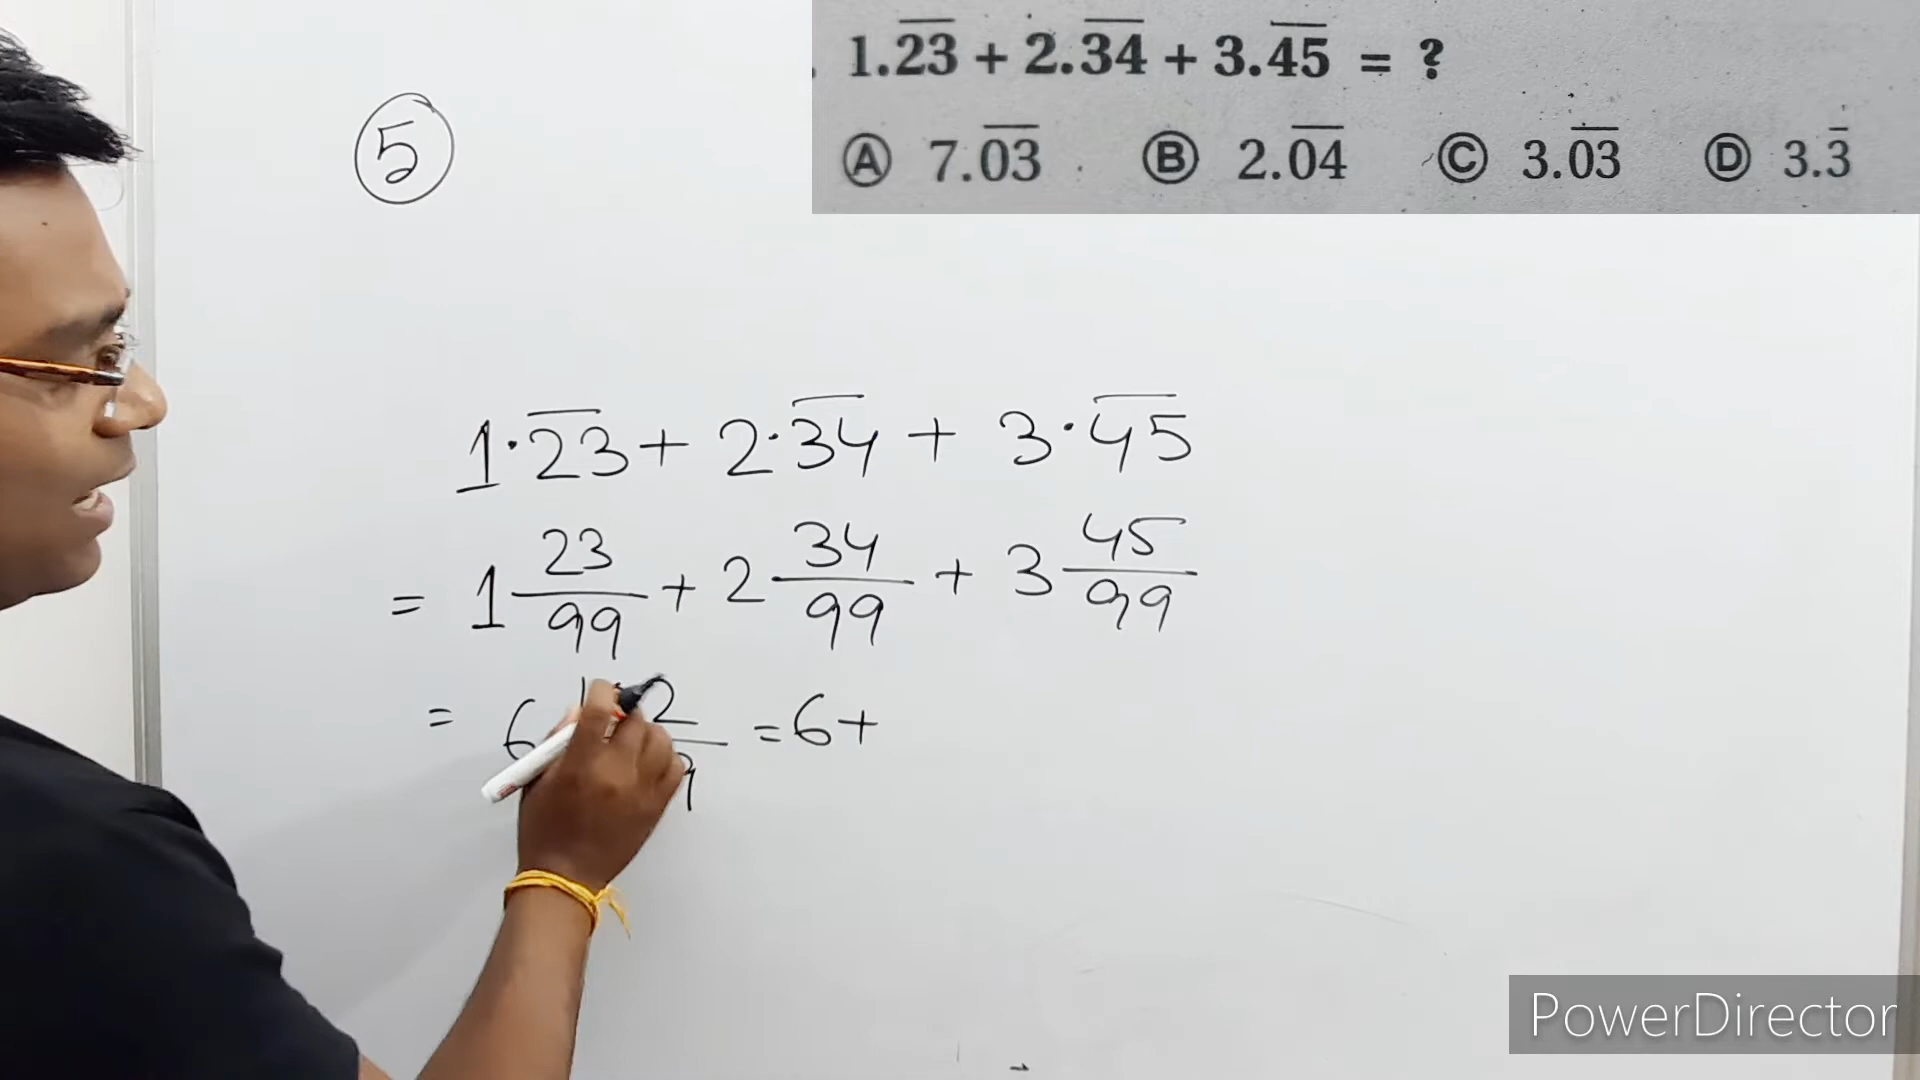 1.2̅3̅ + 2.3̅4̅ + 3.4̅5̅ = ?
Ⓐ 7.0̅3̅ Ⓑ 2.0̅4̅ Ⓒ 3.0̅3̅ Ⓓ 3.3̅
5
1.2̅3̅ + 2.3̅4̅ + 3.4̅5̅
= 1 23/99 + 2 34/99 + 3 45/99
= 6 = 6 +
PowerDirector